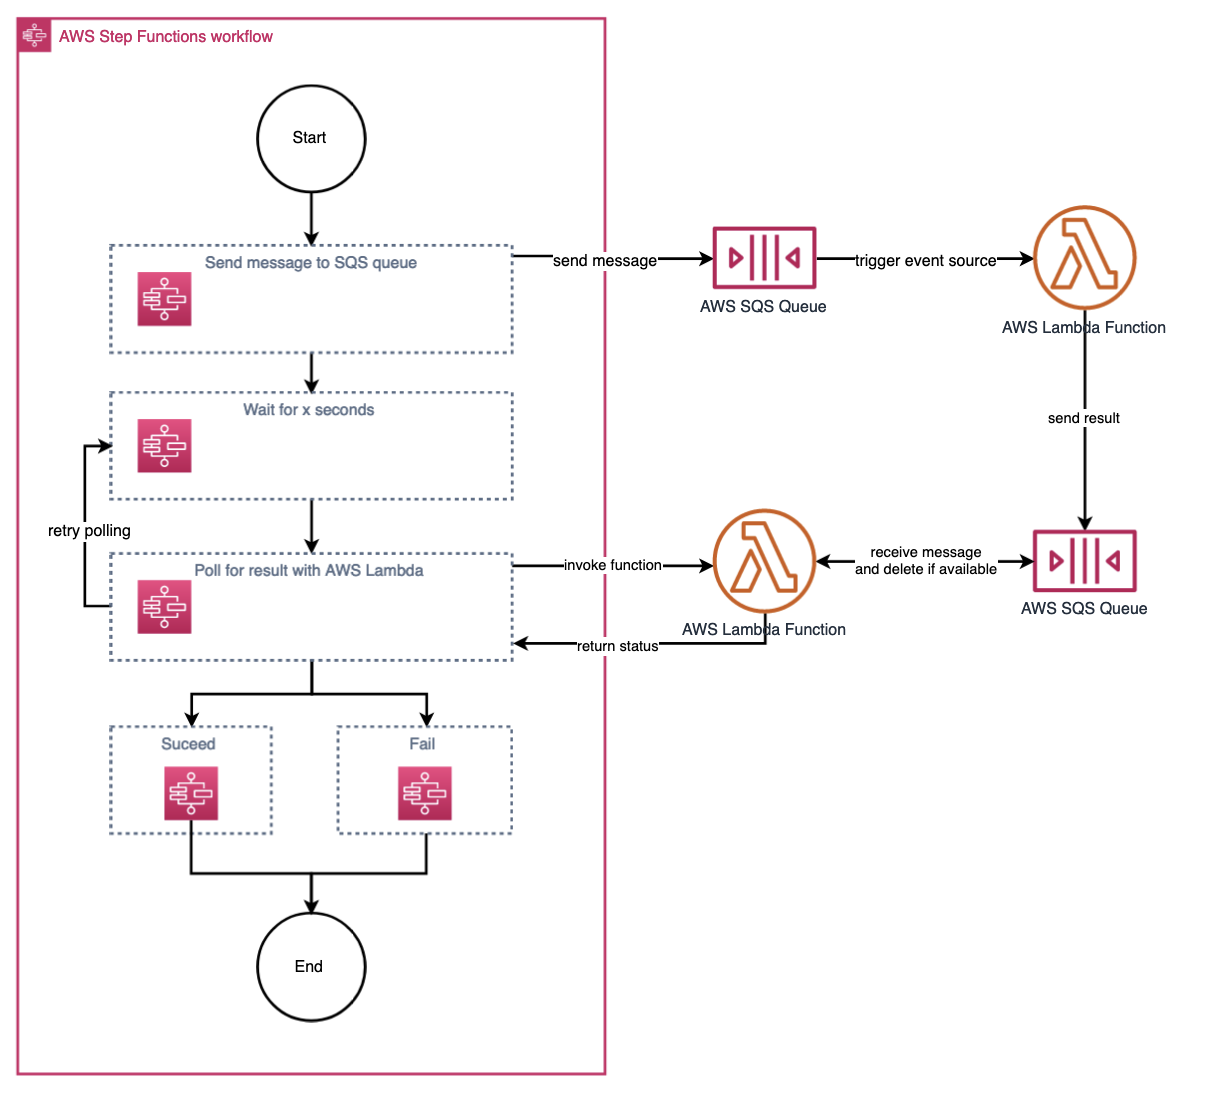 AWS Step Functions workflow
Start
Send message to SQS queue
send message
AWS SQS Queue
trigger event source
AWS Lambda Function
Wait for x seconds
send result
retry polling
Poll for result with AWS Lambda
invoke function
receive message
and delete if available
AWS SQS Queue
AWS Lambda Function
return status
Suceed
Fail
End